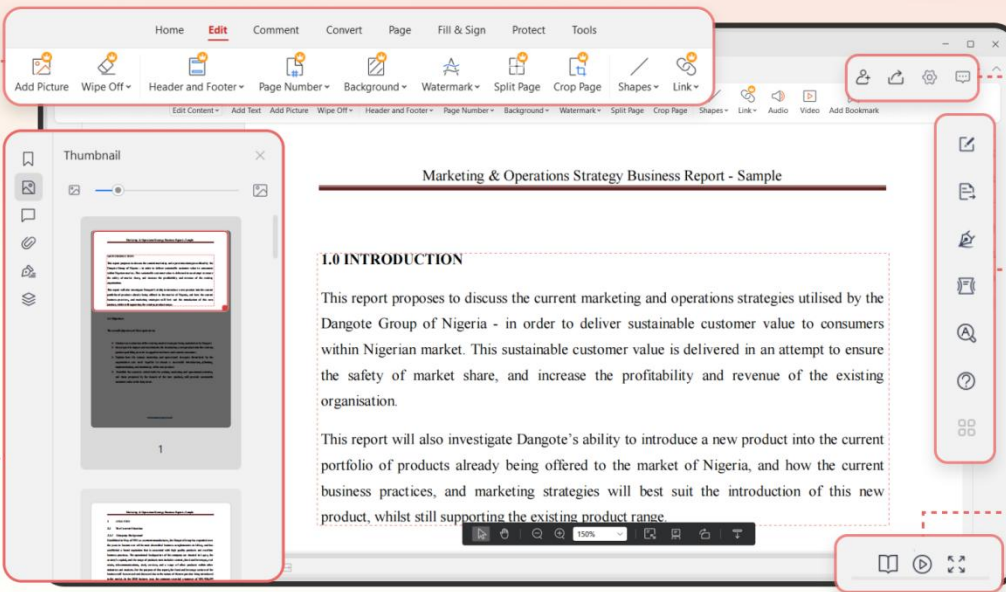 Home Edit Comment Convert Page Fill & Sign Protect Tools
Add Picture Wipe Off Header and Footer Page Number Background Watermark Split Page Crop Page Shapes Link
Edit Content Add Text Add Picture Wipe Off Header and Footer Page Number Background Watermark Split Page Crop Page Shapes Link Audio Video Add Bookmark
Thumbnail
1
Marketing & Operations Strategy Business Report - Sample
1.0 INTRODUCTION
This report proposes to discuss the current marketing and operations strategies utilised by the
Dangote Group of Nigeria - in order to deliver sustainable customer value to consumers
within Nigerian market. This sustainable customer value is delivered in an attempt to ensure
the safety of market share, and increase the profitability and revenue of the existing
organisation.
This report will also investigate Dangote's ability to introduce a new product into the current
portfolio of products already being offered to the market of Nigeria, and how the current
business practices, and marketing strategies will best suit the introduction of this new
product, whilst still supporting the existing product range.
150%